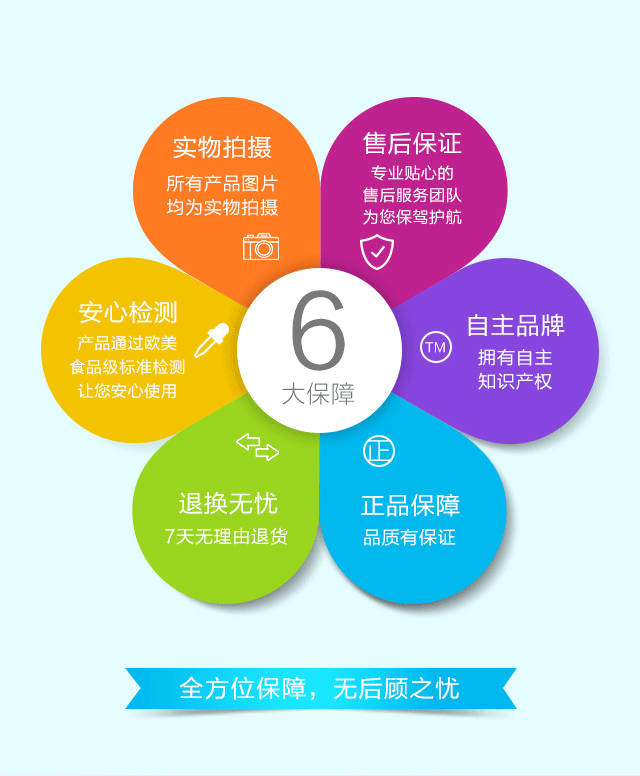 实物拍摄
所有产品图片
均为实物拍摄
售后保证
专业贴心的
售后服务团队
为您保驾护航
安心检测
产品通过欧美
食品级标准检测
让您安心使用
6
大保障
TM
自主品牌
拥有自主
知识产权
退换无忧
7天无理由退货
正
正品保障
品质有保证
全方位保障，无后顾之忧